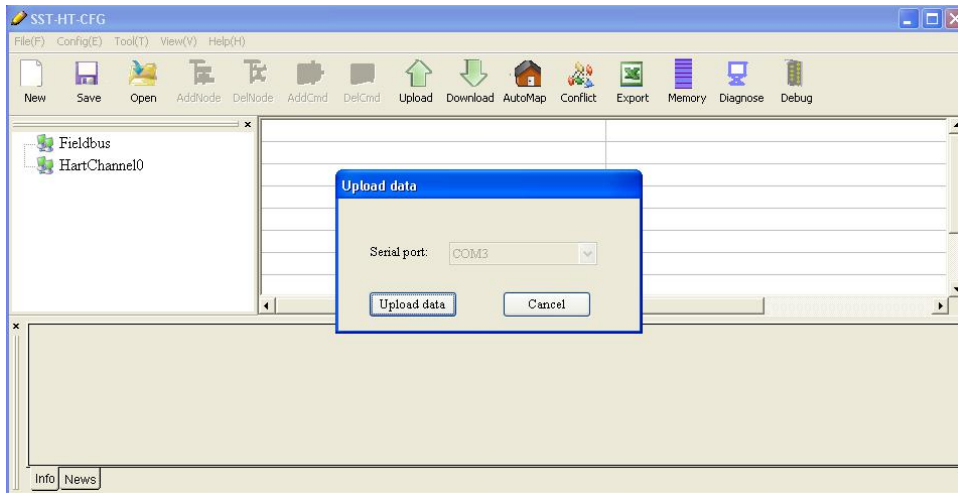 SST-HT-CFG
File(F) Config(E) Tool(T) View(V) Help(H)
New Save Open AddNode DelNode AddCmd DelCmd Upload Download AutoMap Conflict Export Memory Diagnose Debug
Fieldbus
HartChannel0
Upload data
Serial port: COM3
Upload data Cancel
Info News